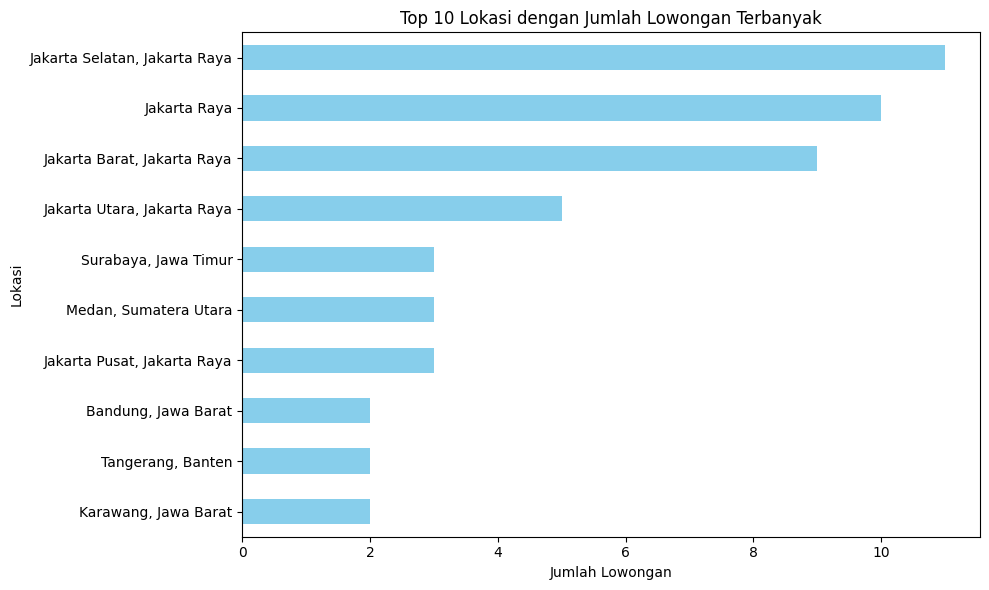 Top 10 Lokasi dengan Jumlah Lowongan Terbanyak
Jakarta Selatan, Jakarta Raya
Jakarta Raya
Jakarta Barat, Jakarta Raya
Jakarta Utara, Jakarta Raya
Surabaya, Jawa Timur
Medan, Sumatera Utara
Jakarta Pusat, Jakarta Raya
Bandung, Jawa Barat
Tangerang, Banten
Karawang, Jawa Barat
Lokasi
0 2 4 6 8 10
Jumlah Lowongan